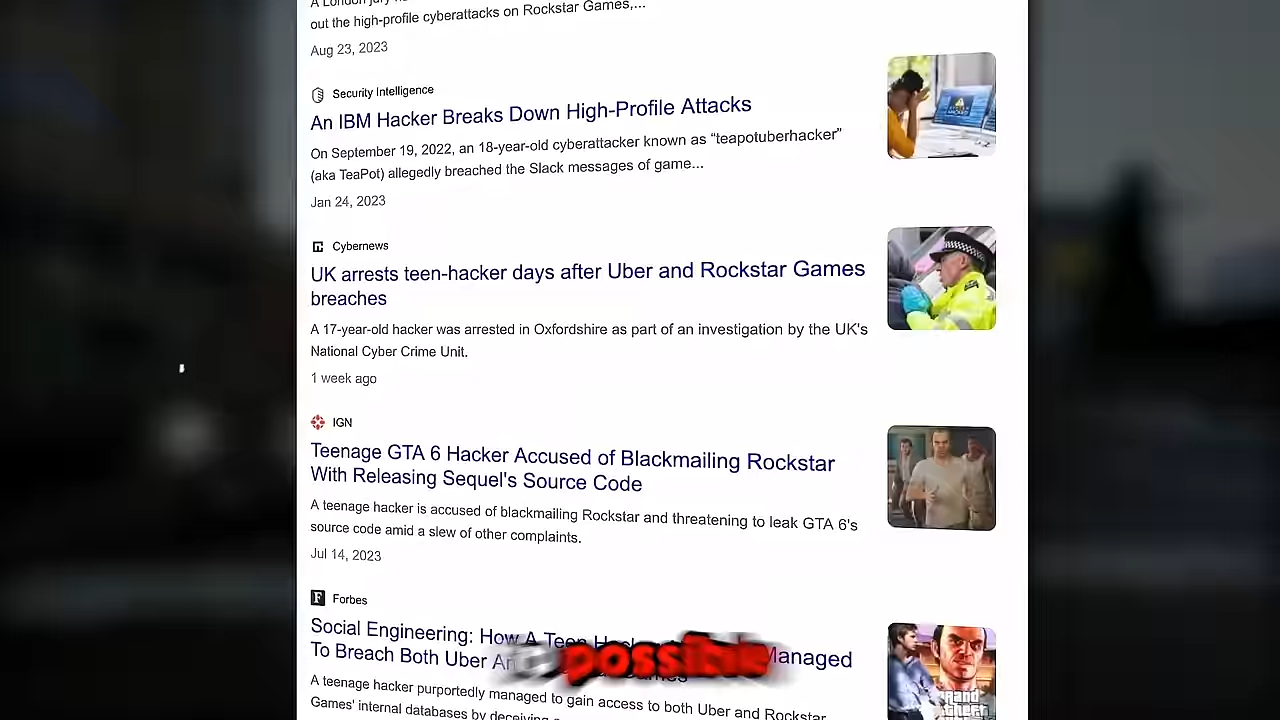 out the high-profile cyberattacks on Rockstar Games,...
Aug 23, 2023
Security Intelligence
An IBM Hacker Breaks Down High-Profile Attacks
On September 19, 2022, an 18-year-old cyberattacker known as “teapotuberhacker”
(aka TeaPot) allegedly breached the Slack messages of game...
Jan 24, 2023
Cybernews
UK arrests teen-hacker days after Uber and Rockstar Games
breaches
A 17-year-old hacker was arrested in Oxfordshire as part of an investigation by the UK's
National Cyber Crime Unit.
1 week ago
IGN
Teenage GTA 6 Hacker Accused of Blackmailing Rockstar
With Releasing Sequel's Source Code
A teenage hacker is accused of blackmailing Rockstar and threatening to leak GTA 6's
source code amid a slew of other complaints.
Jul 14, 2023
Forbes
Social Engineering: How A Teen Managed
To Breach Both Uber
possible
A teenage hacker purportedly managed to gain access to both Uber and Rockstar
Games' internal databases by deceiving
grand
theft